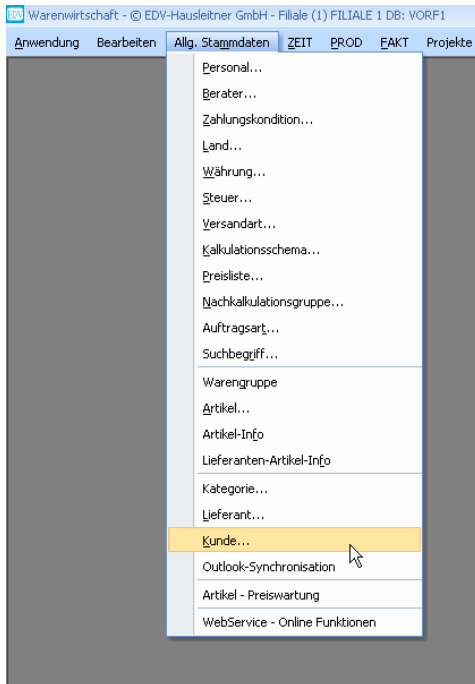 EDV Warenwirtschaft - © EDV-Hausleitner GmbH - Filiale (1) FILIALE 1 DB: VORF1
Anwendung Bearbeiten Allg. Stammdaten ZEIT PROD FAKT Projekte
Personal...
Berater...
Zahlungskondition...
Land...
Währung...
Steuer...
Versandart...
Kalkulationsschema...
Preisliste...
Nachkalkulationsgruppe...
Auftragsart...
Suchbegriff...
Warengruppe
Artikel...
Artikel-Info
Lieferanten-Artikel-Info
Kategorie...
Lieferant...
Kunde...
Outlook-Synchronisation
Artikel - Preiswartung
WebService - Online Funktionen